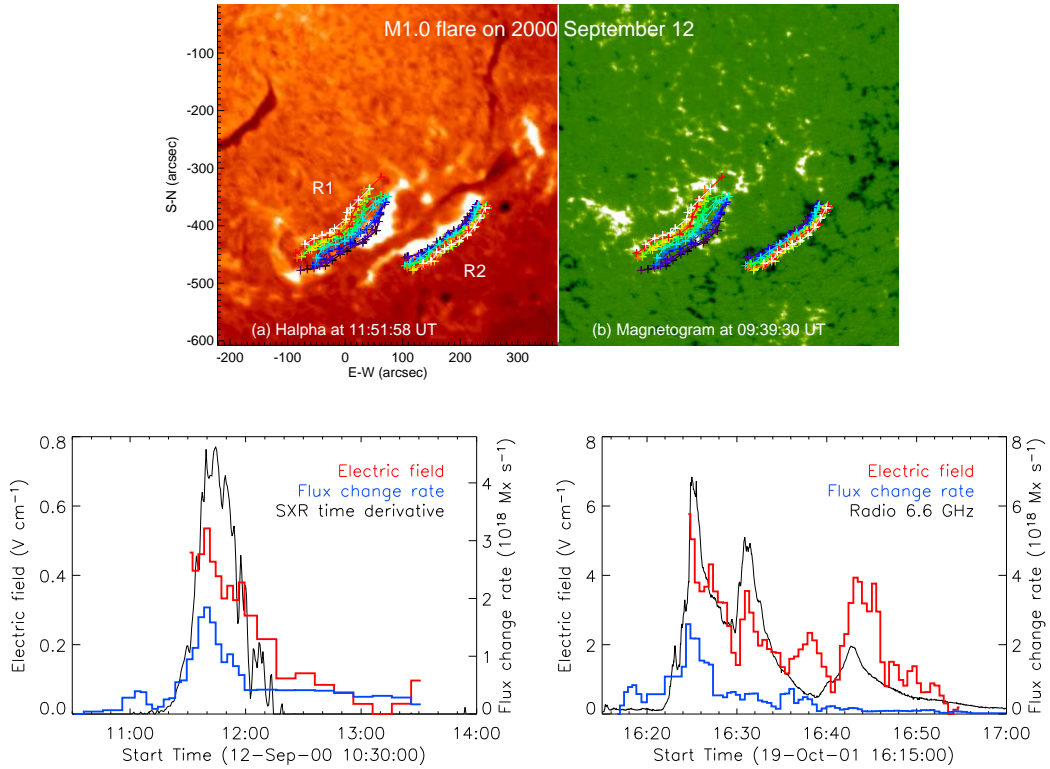 M1.0 flare on 2000 September 12
-100
-200
-300
-400
-500
-600
S-N (arcsec)
R1
R2
(a) Halpha at 11:51:58 UT
(b) Magnetogram at 09:39:30 UT
-200 -100 0 100 200 300
E-W (arcsec)
0.8
0.6
0.4
0.2
0.0
Electric field (V cm⁻¹)
Electric field
Flux change rate
SXR time derivative
4
3
2
1
0
Flux change rate (10¹⁸ Mx s⁻¹)
11:00 12:00 13:00 14:00
Start Time (12-Sep-00 10:30:00)
8
6
4
2
0
Electric field (V cm⁻¹)
Electric field
Flux change rate
Radio 6.6 GHz
8
6
4
2
0
Flux change rate (10¹⁸ Mx s⁻¹)
16:20 16:30 16:40 16:50 17:00
Start Time (19-Oct-01 16:15:00)